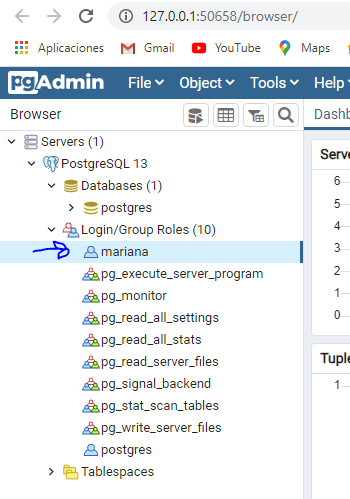 127.0.0.1:50658/browser/
Aplicaciones Gmail YouTube Maps
pgAdmin File Object Tools Help
Browser Dashb
Servers (1) Serve
PostgreSQL 13 6
Databases (1) 5
postgres 4
Login/Group Roles (10)
mariana 3
pg_execute_server_program 2
pg_monitor 1
pg_read_all_settings 0
pg_read_all_stats
pg_read_server_files Tuple
pg_signal_backend 1
pg_stat_scan_tables
pg_write_server_files
postgres
Tablespaces